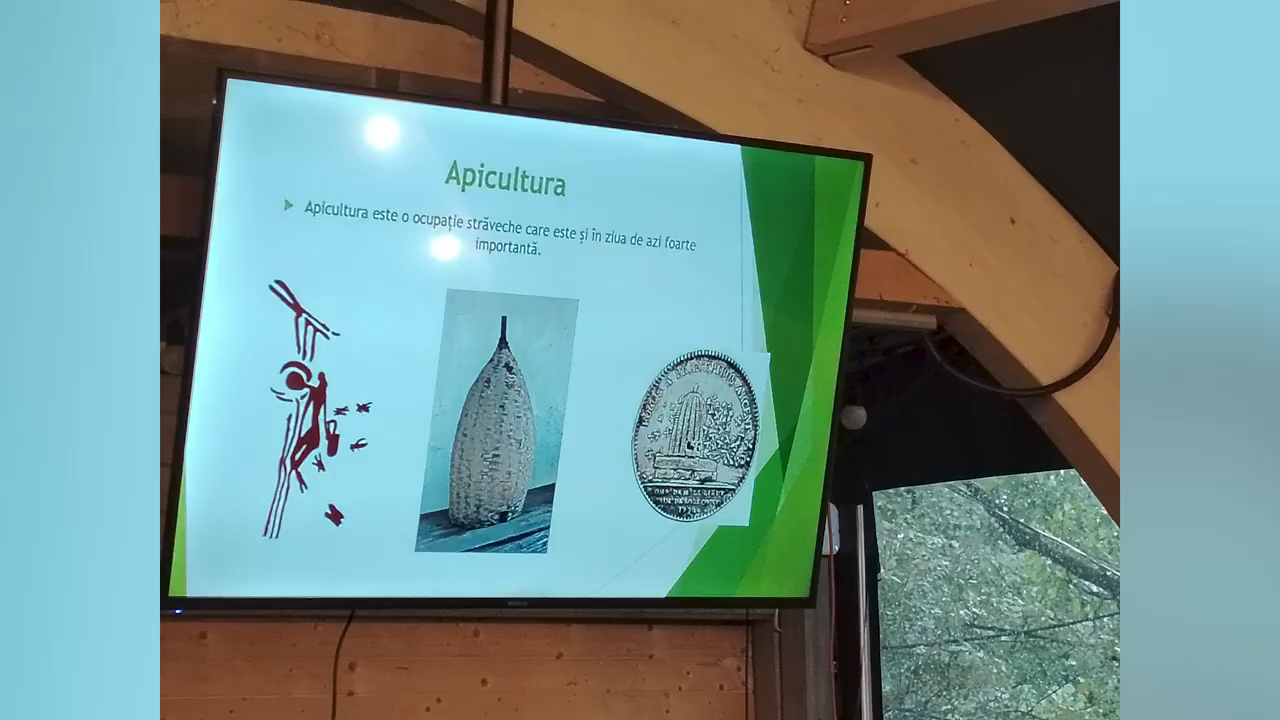 Apicultura
Apicultura este o ocupație străveche care este și în ziua de azi foarte
importantă.